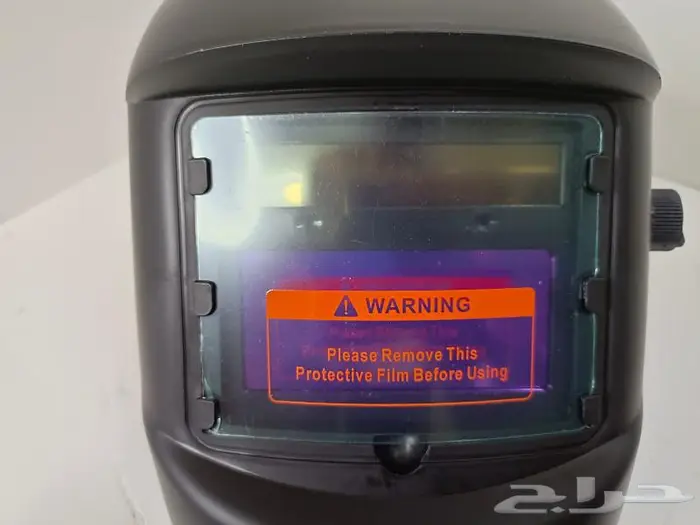 WARNING
Please Remove This
Protective Film Before Using
حراج